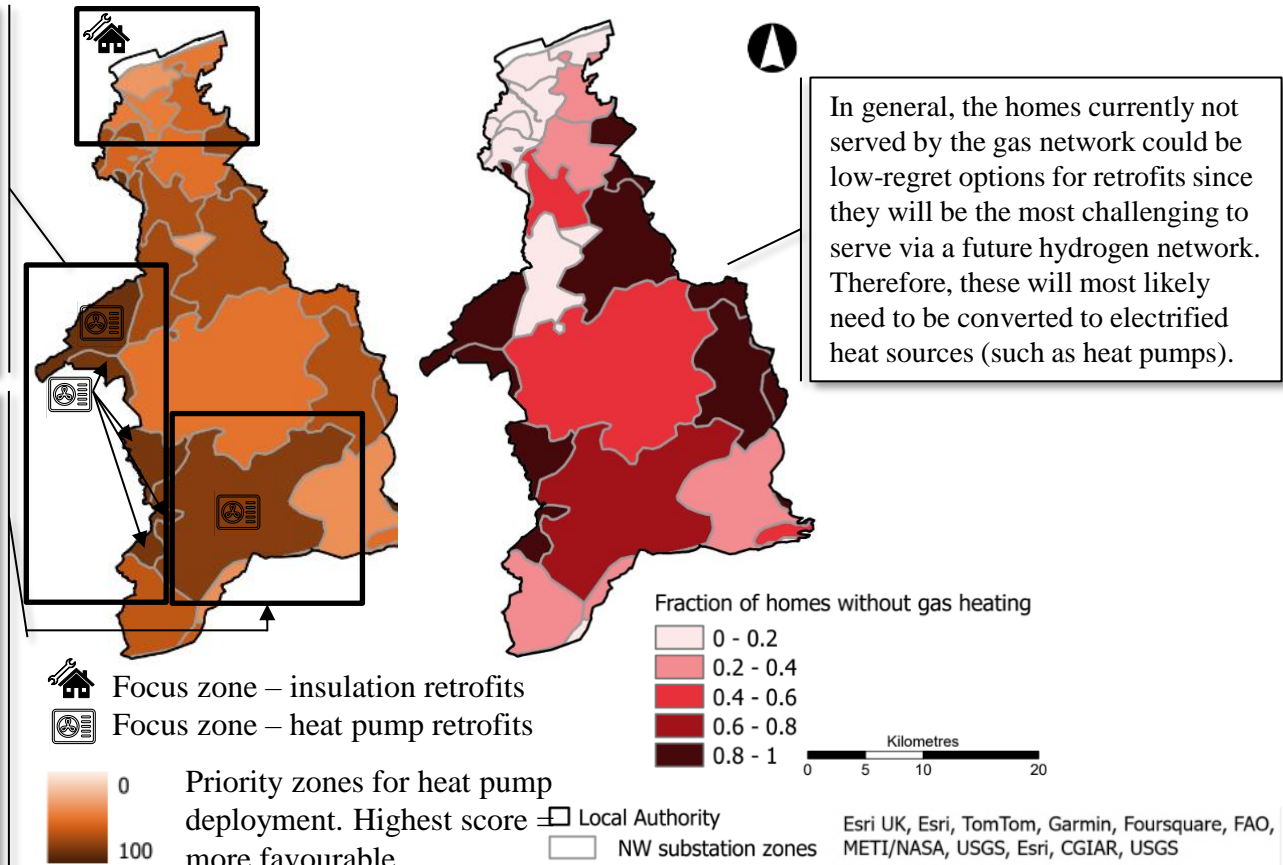 In general, the homes currently not
served by the gas network could be
low-regret options for retrofits since
they will be the most challenging to
serve via a future hydrogen network.
Therefore, these will most likely
need to be converted to electrified
heat sources (such as heat pumps).
Fraction of homes without gas heating
0 - 0.2
0.2 - 0.4
0.4 - 0.6
0.6 - 0.8
0.8 - 1
Kilometres
0 5 10 20
Focus zone – insulation retrofits
Focus zone – heat pump retrofits
0
100
Priority zones for heat pump
deployment. Highest score =
more favourable
Local Authority
NW substation zones
Esri UK, Esri, TomTom, Garmin, Foursquare, FAO,
METI/NASA, USGS, Esri, CGIAR, USGS